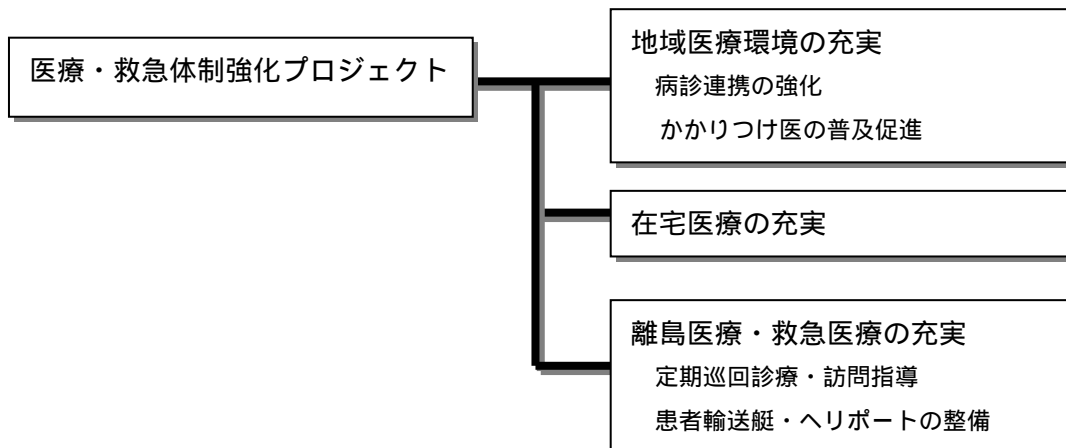 医療・救急体制強化プロジェクト
地域医療環境の充実
病診連携の強化
かかりつけ医の普及促進
在宅医療の充実
離島医療・救急医療の充実
定期巡回診療・訪問指導
患者輸送艇・ヘリポートの整備